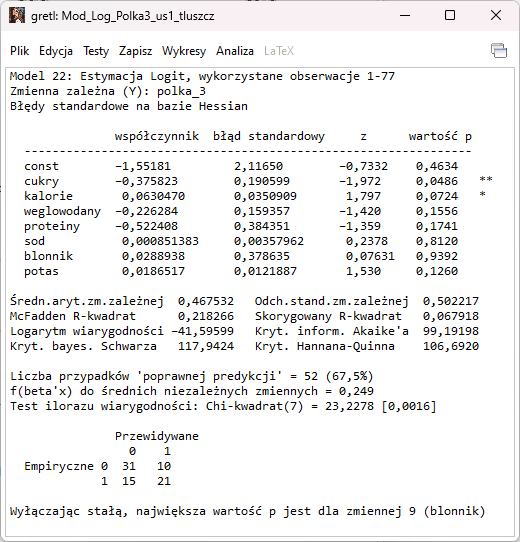 gretl: Mod_Log_Polka3_us1_tluszcz
Plik Edycja Testy Zapisz Wykresy Analiza LaTeX
Model 22: Estymacja Logit, wykorzystane obserwacje 1-77
Zmienna zależna (Y): polka_3
Błędy standardowe na bazie Hessian
współczynnik błąd standardowy z wartość p
const −1,55181 2,11650 −0,7332 0,4634
cukry −0,375823 0,190599 −1,972 0,0486 **
kalorie 0,0630470 0,0350909 1,797 0,0724 *
weglowodany −0,226284 0,159357 −1,420 0,1556
proteiny −0,522408 0,384351 −1,359 0,1741
sod 0,000851383 0,00357962 0,2378 0,8120
blonnik 0,0288938 0,378635 0,07631 0,9392
potas 0,0186517 0,0121887 1,530 0,1260
Średn.aryt.zm.zależnej 0,467532 Odch.stand.zm.zależnej 0,502217
McFadden R-kwadrat 0,218266 Skorygowany R-kwadrat 0,067918
Logarytm wiarygodności −41,59599 Kryt. inform. Akaike'a 99,19198
Kryt. bayes. Schwarza 117,9424 Kryt. Hannana-Quinna 106,6920
Liczba przypadków 'poprawnej predykcji' = 52 (67,5%)
f(beta'x) do średnich niezależnych zmiennych = 0,249
Test ilorazu wiarygodności: Chi-kwadrat(7) = 23,2278 [0,0016]
Przewidywane
0 1
Empiryczne 0 31 10
1 15 21
Wyłączając stałą, największa wartość p jest dla zmiennej 9 (blonnik)